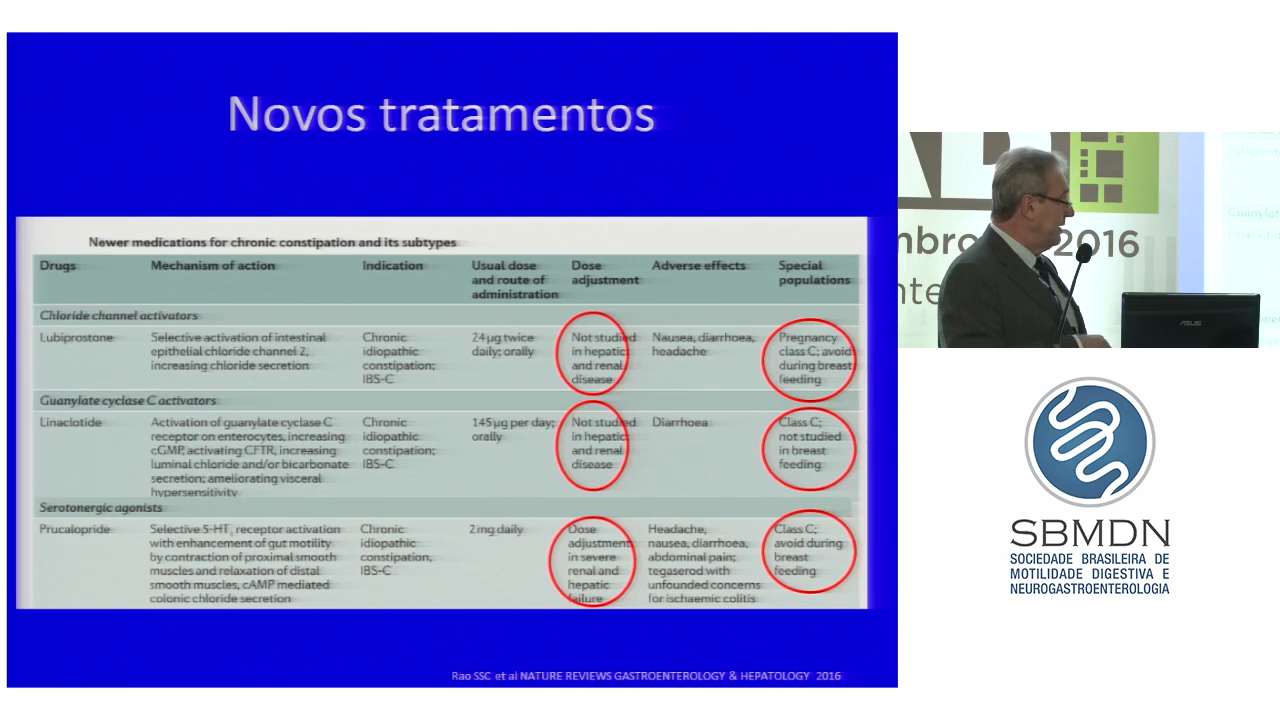 Novos tratamentos
Newer medications for chronic constipation and its subtypes
Drugs Mechanism of action Indication Usual dose and route of administration Dose adjustment Adverse effects Special populations
Chloride channel activators
Lubiprostone
Selective activation of intestinal
epithelial chloride channel 2,
increasing chloride secretion
Chronic
idiopathic
constipation;
IBS-C
24µg twice
daily; orally
Not studied
in hepatic
and renal
disease
Nausea, diarrhoea,
headache
Pregnancy
class C; avoid
during breast
feeding
Guanylate cyclase C activators
Linaclotide
Activation of guanylate cyclase C
receptor on enterocytes, increasing
cGMP, activating CFTR, increasing
luminal chloride and/or bicarbonate
secretion; ameliorating visceral
hypersensitivity
Chronic
idiopathic
constipation;
IBS-C
145µg per day;
orally
Not studied
in hepatic
and renal
disease
Diarrhoea
Class C;
not studied
in breast
feeding
Serotonergic agonists
Prucalopride
Selective 5-HT receptor activation
with enhancement of gut motility
by contraction of proximal smooth
muscles and relaxation of distal
smooth muscles, cAMP mediated
colonic chloride secretion
Chronic
idiopathic
constipation,
IBS-C
2mg daily
Dose
adjustment
in severe
renal and
hepatic
failure
Headache,
nausea, diarrhoea,
abdominal pain;
tegaserod with
unfounded concerns
for ischaemic colitis
Class C;
avoid during
breast
feeding
Rao SSC et al NATURE REVIEWS GASTROENTEROLOGY & HEPATOLOGY 2016
mbro 2016
nte
ASUS
SBMDN
SOCIEDADE BRASILEIRA DE
MOTILIDADE DIGESTIVA E
NEUROGASTROENTEROLOGIA